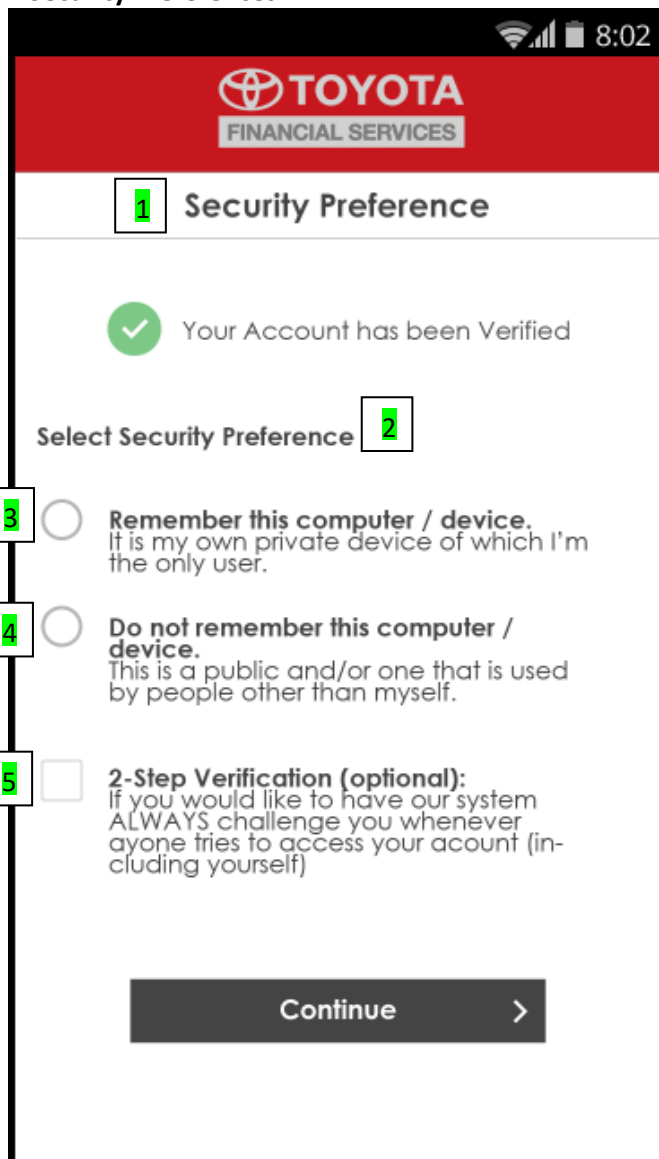 Security Preferences
8:02
TOYOTA
FINANCIAL SERVICES
1 Security Preference
Your Account has been Verified
Select Security Preference 2
3 Remember this computer / device.
It is my own private device of which I'm
the only user.
4 Do not remember this computer /
device.
This is a public and/or one that is used
by people other than myself.
5 2-Step Verification (optional):
If you would like to have our system
ALWAYS challenge you whenever
ayone tries to access your acount (in-
cluding yourself)
Continue